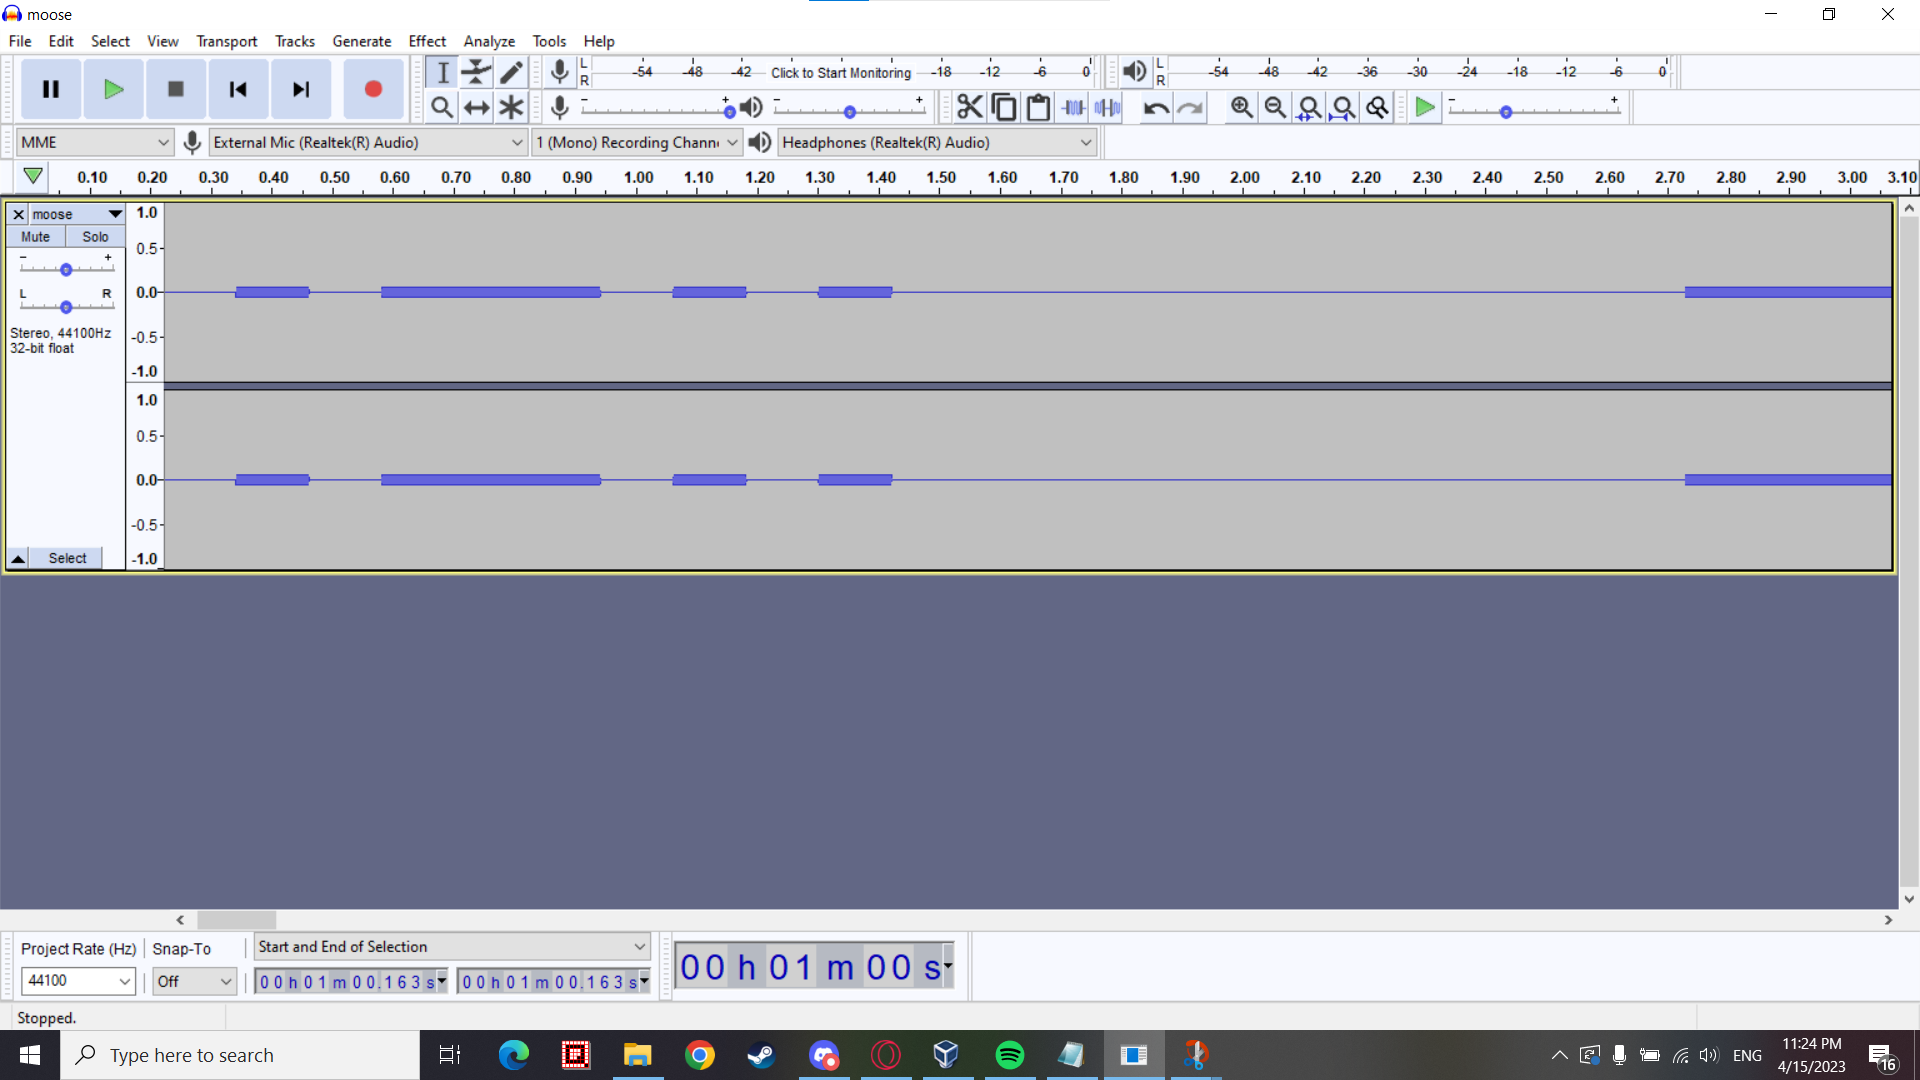 moose
File Edit Select View Transport Tracks Generate Effect Analyze Tools Help
L R -54 -48 -42 Click to Start Monitoring -18 -12 -6 0 L R -54 -48 -42 -36 -30 -24 -18 -12 -6 0
- + - + - +
MME External Mic (Realtek(R) Audio) 1 (Mono) Recording Chann Headphones (Realtek(R) Audio)
0.10 0.20 0.30 0.40 0.50 0.60 0.70 0.80 0.90 1.00 1.10 1.20 1.30 1.40 1.50 1.60 1.70 1.80 1.90 2.00 2.10 2.20 2.30 2.40 2.50 2.60 2.70 2.80 2.90 3.00 3.10
moose 1.0
Mute Solo
0.5
- +
L R 0.0
Stereo, 44100Hz -0.5
32-bit float
-1.0
1.0
0.5
0.0
-0.5
Select -1.0
Project Rate (Hz) Snap-To Start and End of Selection
44100 Off 00h01m00.163s 00h01m00.163s
00 h 01 m 00 s
Stopped.
Type here to search
ENG 11:24 PM
4/15/2023 16